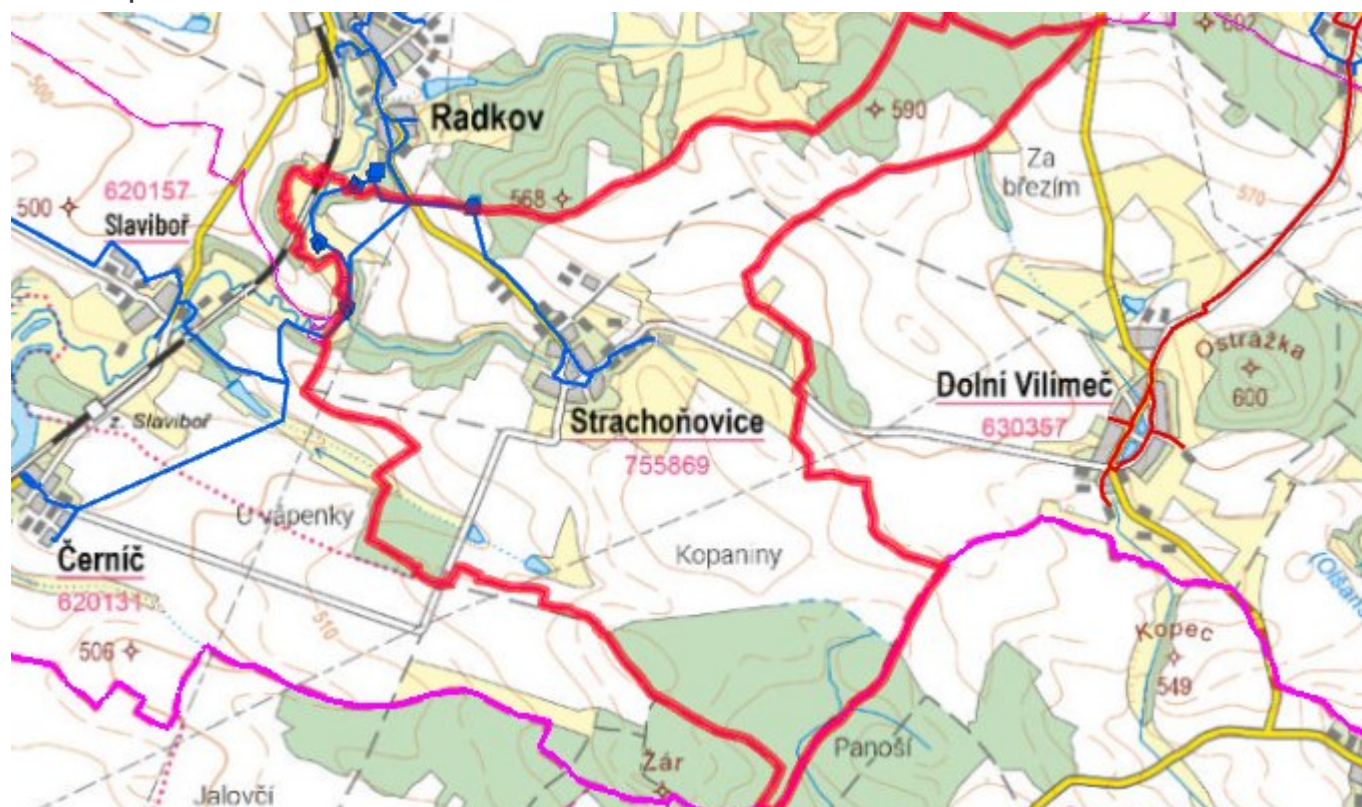 602
500
Radkov
590
Za
březím
620157
500
Slaviboř
568
570
Ostražka
600
Dolní Vilímeč
630357
z. Slaviboř
Strachoňovice
755869
U vápenky
Kopaniny
Černíč
620131
510
506
(Olšans
Kopec
549
Panoší
Žár
Jalovčí